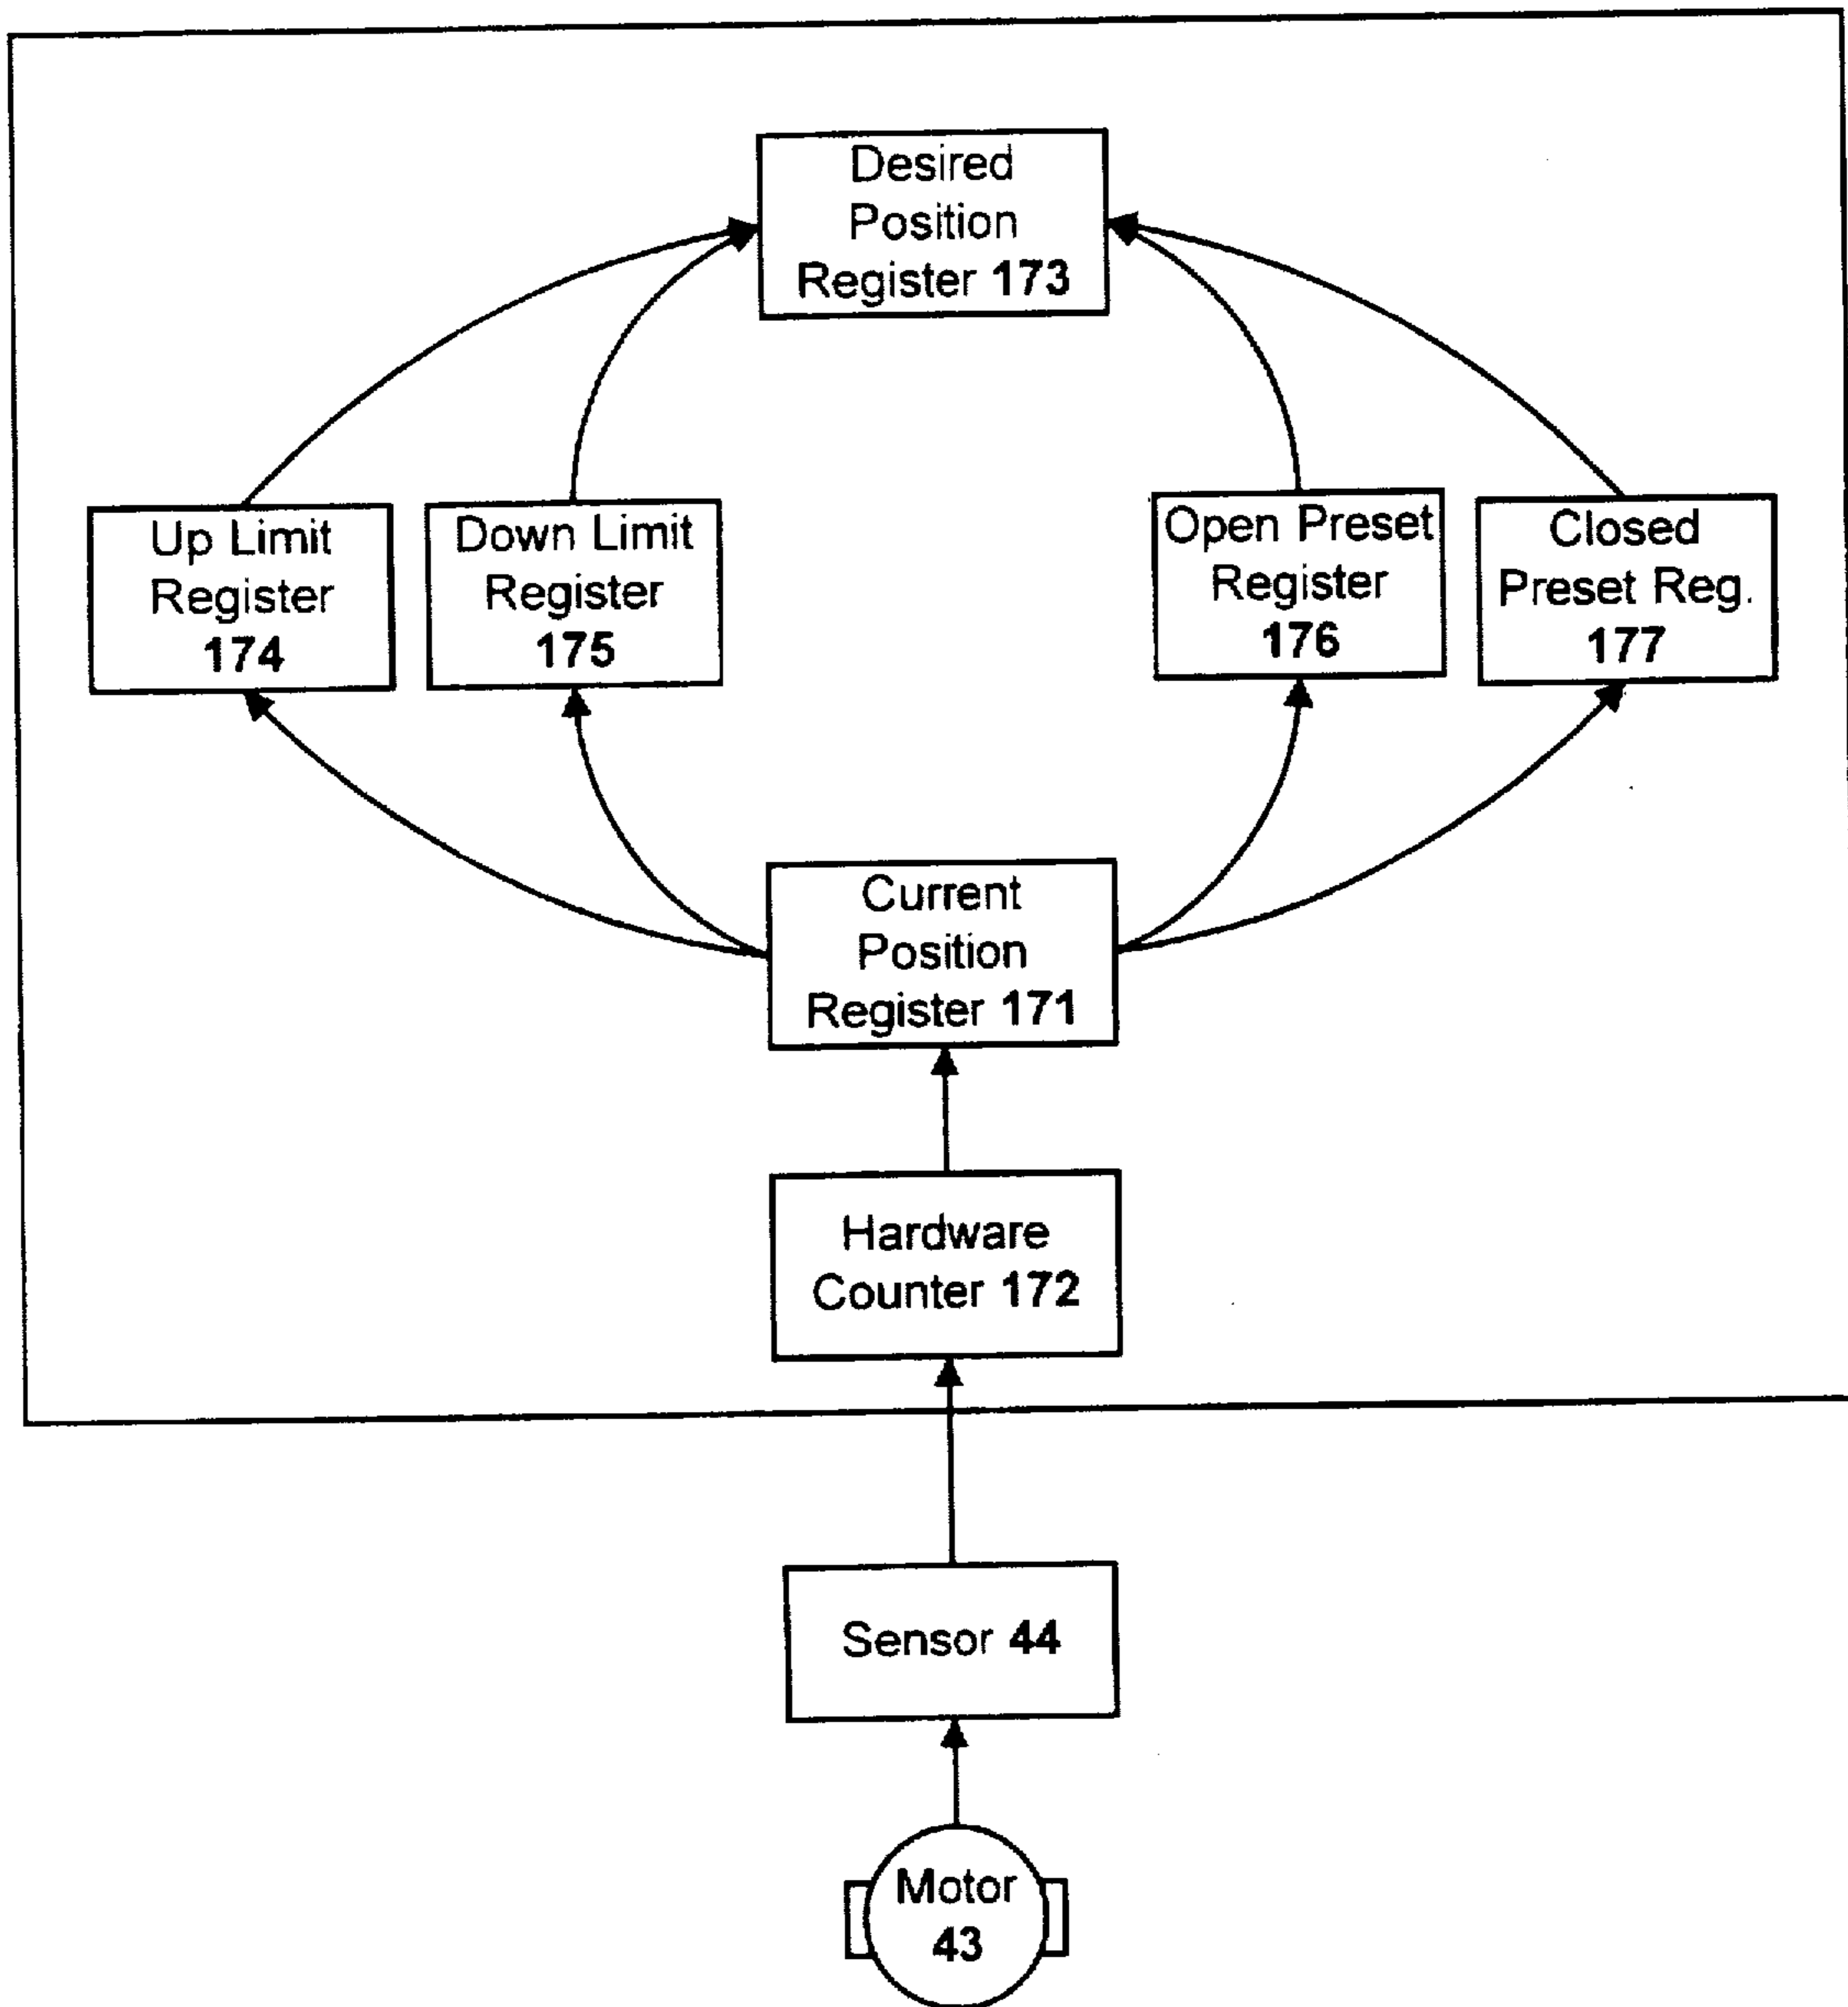 Desired
Position
Register 173
Up Limit
Register
174
Down Limit
Register
175
Open Preset
Register
176
Closed
Preset Reg.
177
Current
Position
Register 171
Hardware
Counter 172
Sensor 44
Motor
43